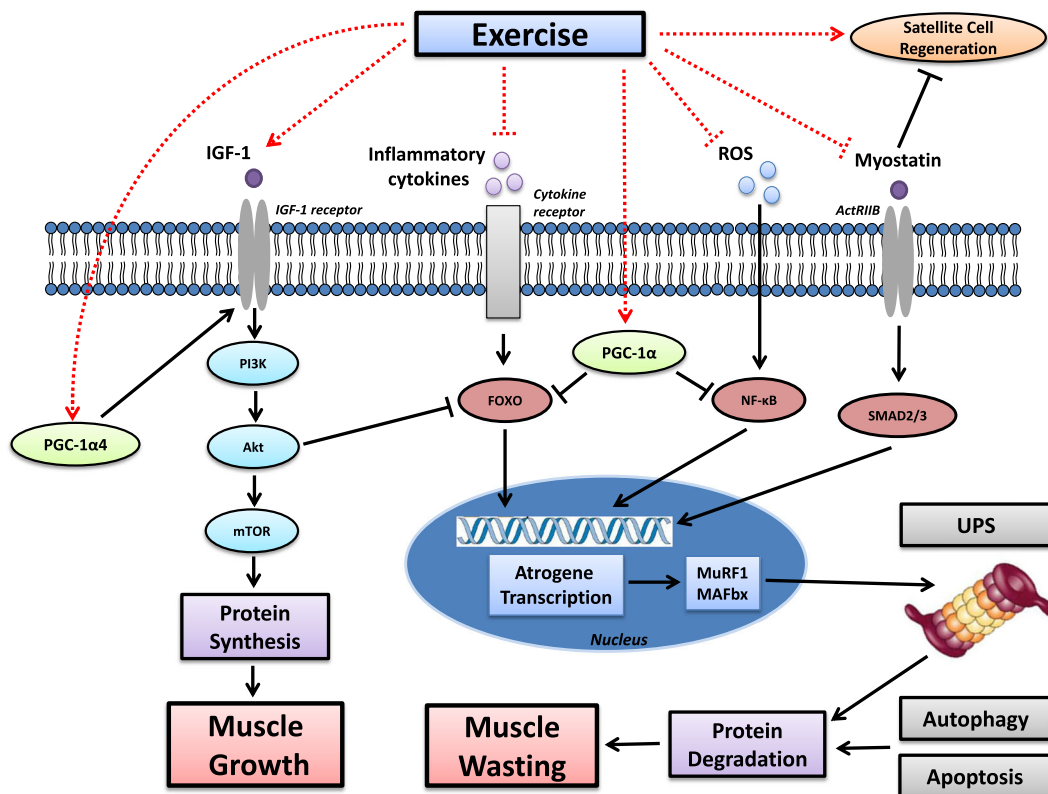 Exercise
Satellite Cell
Regeneration
IGF-1
Inflammatory
cytokines
ROS
Myostatin
IGF-1 receptor
Cytokine
receptor
ActRIIB
PI3K
PGC-1α
FOXO
NF-κB
SMAD2/3
PGC-1α4
Akt
mTOR
UPS
Atrogene
Transcription
MuRF1
MAFbx
Nucleus
Protein
Synthesis
Muscle
Growth
Muscle
Wasting
Protein
Degradation
Autophagy
Apoptosis